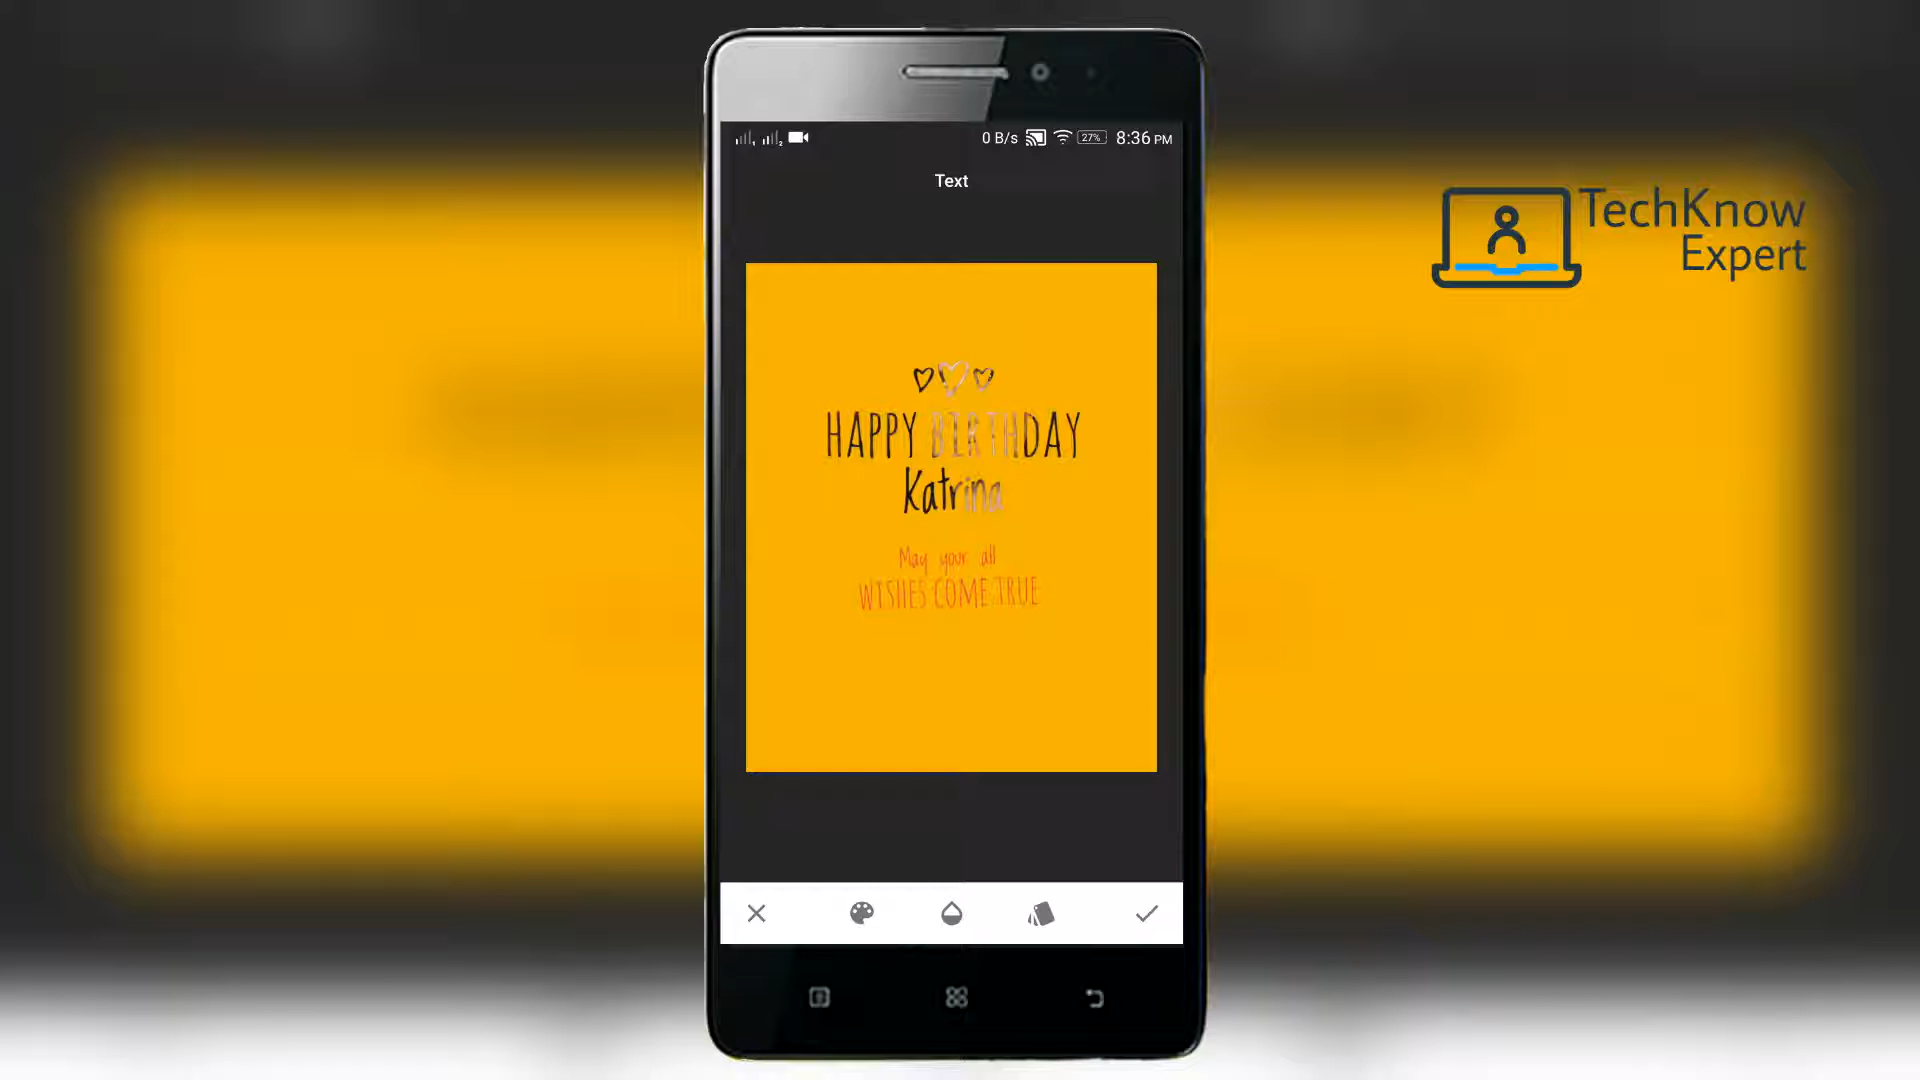 0 B/s 27% 8:36 PM
Text
TechKnow
Expert
HAPPY BIRTHDAY
Katrina
May your all
WISHES COME TRUE